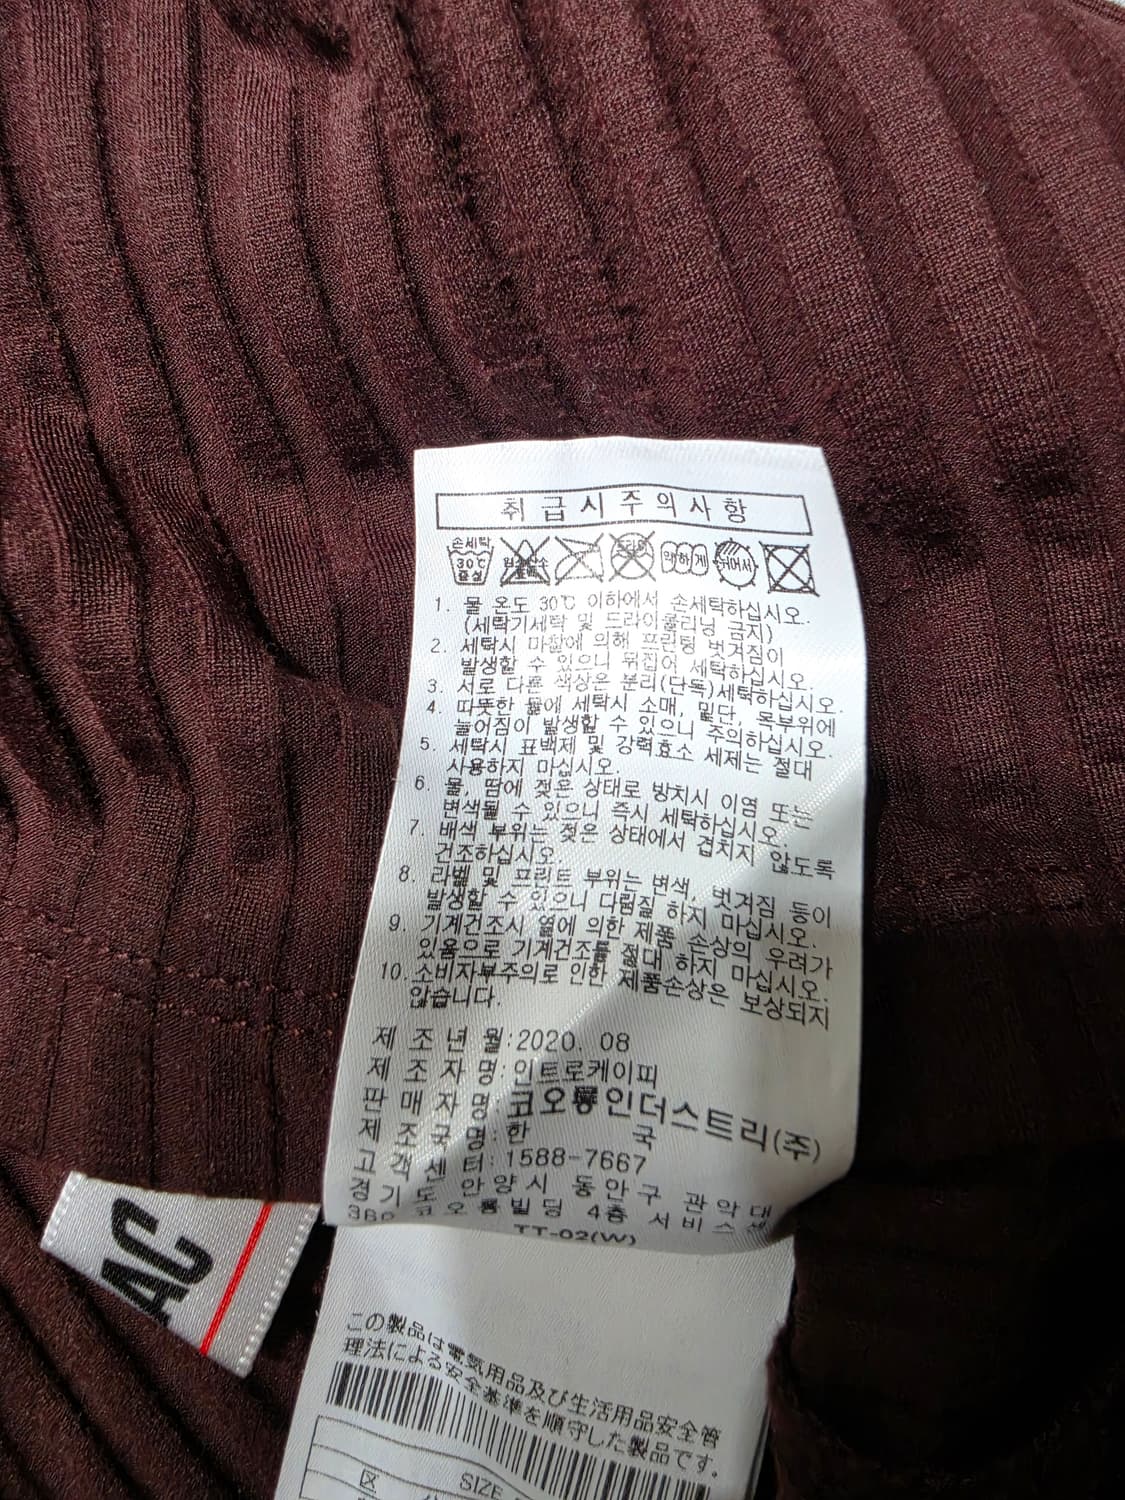 취급시주의사항
손세탁
30℃
중성
드라이
약하게
뉘어서
1. 물 온도 30℃ 이하에서 손세탁하십시오.
(세탁기세탁 및 드라이클리닝 금지)
2. 세탁시 마찰에 의해 프린팅 벗겨짐이
발생할 수 있으니 뒤집어 세탁하십시오.
3. 서로 다른 색상은 분리(단독)세탁하십시오.
4. 따뜻한 물에 세탁시 소매, 밑단, 목부위에
늘어짐이 발생할 수 있으니 주의하십시오.
5. 세탁시 표백제 및 강력효소 세제는 절대
사용하지 마십시오.
6. 물, 땀에 젖은 상태로 방치시 이염 또는
변색될 수 있으니 즉시 세탁하십시오.
7. 배색 부위는 젖은 상태에서 겹치지 않도록
건조하십시오.
8. 라벨 및 프린트 부위는 변색, 벗겨짐 등이
발생할 수 있으니 다림질 하지 마십시오.
9. 기계건조시 열에 의한 제품 손상의 우려가
있음으로 기계건조를 절대 하지 마십시오.
10. 소비자부주의로 인한 제품손상은 보상되지
않습니다.
제조년월:2020. 08
제조자명:인트로케이피
판매자명:코오롱인더스트리(주)
제조국명:한국
고객센터:1588-7667
경기도 안양시 동안구 관악대
코오롱빌딩 4층 서비스센
TT-02(W)
AC
この製品は電気用品及び生活用品安全管
理法による安全基準を順守した製品です。
区 SIZE